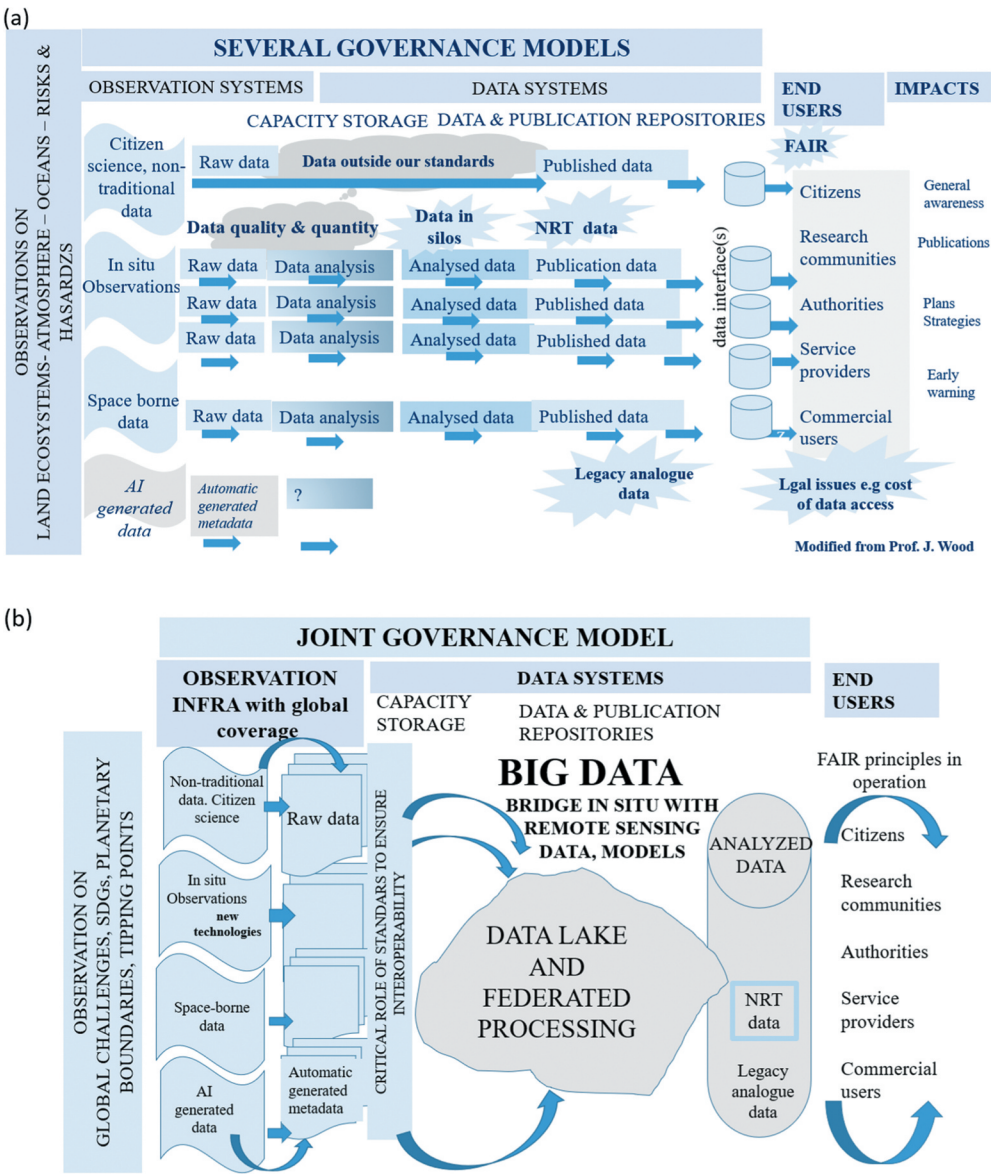 (a)
SEVERAL GOVERNANCE MODELS
OBSERVATION SYSTEMS
DATA SYSTEMS
END
USERS
IMPACTS
CAPACITY STORAGE
DATA & PUBLICATION REPOSITORIES
OBSERVATIONS ON
LAND ECOSYSTEMS- ATMOSPHERE – OCEANS – RISKS &
HASARDZS
Citizen
science, non-
traditional
data
Raw data
Data outside our standards
Published data
FAIR
Citizens
General
awareness
Data quality & quantity
Data in
silos
NRT data
In situ
Observations
Raw data
Data analysis
Analysed data
Publication data
Raw data
Data analysis
Analysed data
Published data
Raw data
Data analysis
Analysed data
Published data
data interface(s)
Research
communities
Publications
Authorities
Plans
Strategies
Service
providers
Early
warning
Space borne
data
Raw data
Data analysis
Analysed data
Published data
Z
Commercial
users
Legacy analogue
data
Lgal issues e.g cost
of data access
AI
generated
data
Automatic
generated
metadata
?
Modified from Prof. J. Wood
(b)
JOINT GOVERNANCE MODEL
OBSERVATION
INFRA with global
coverage
DATA SYSTEMS
END
USERS
CAPACITY
STORAGE
DATA & PUBLICATION
REPOSITORIES
OBSERVATION ON
GLOBAL CHALLENGES, SDGs, PLANETARY
BOUNDARIES, TIPPING POINTS
Non-traditional
data. Citizen
science
Raw data
In situ
Observations
new
technologies
Space-borne
data
AI
generated
data
Automatic
generated
metadata
CRITICAL ROLE OF STANDARS TO ENSURE
INTEROPERABILITY
BIG DATA
BRIDGE IN SITU WITH
REMOTE SENSING
DATA, MODELS
DATA LAKE
AND
FEDERATED
PROCESSING
ANALYZED
DATA
NRT
data
Legacy
analogue
data
FAIR principles in
operation
Citizens
Research
communities
Authorities
Service
providers
Commercial
users